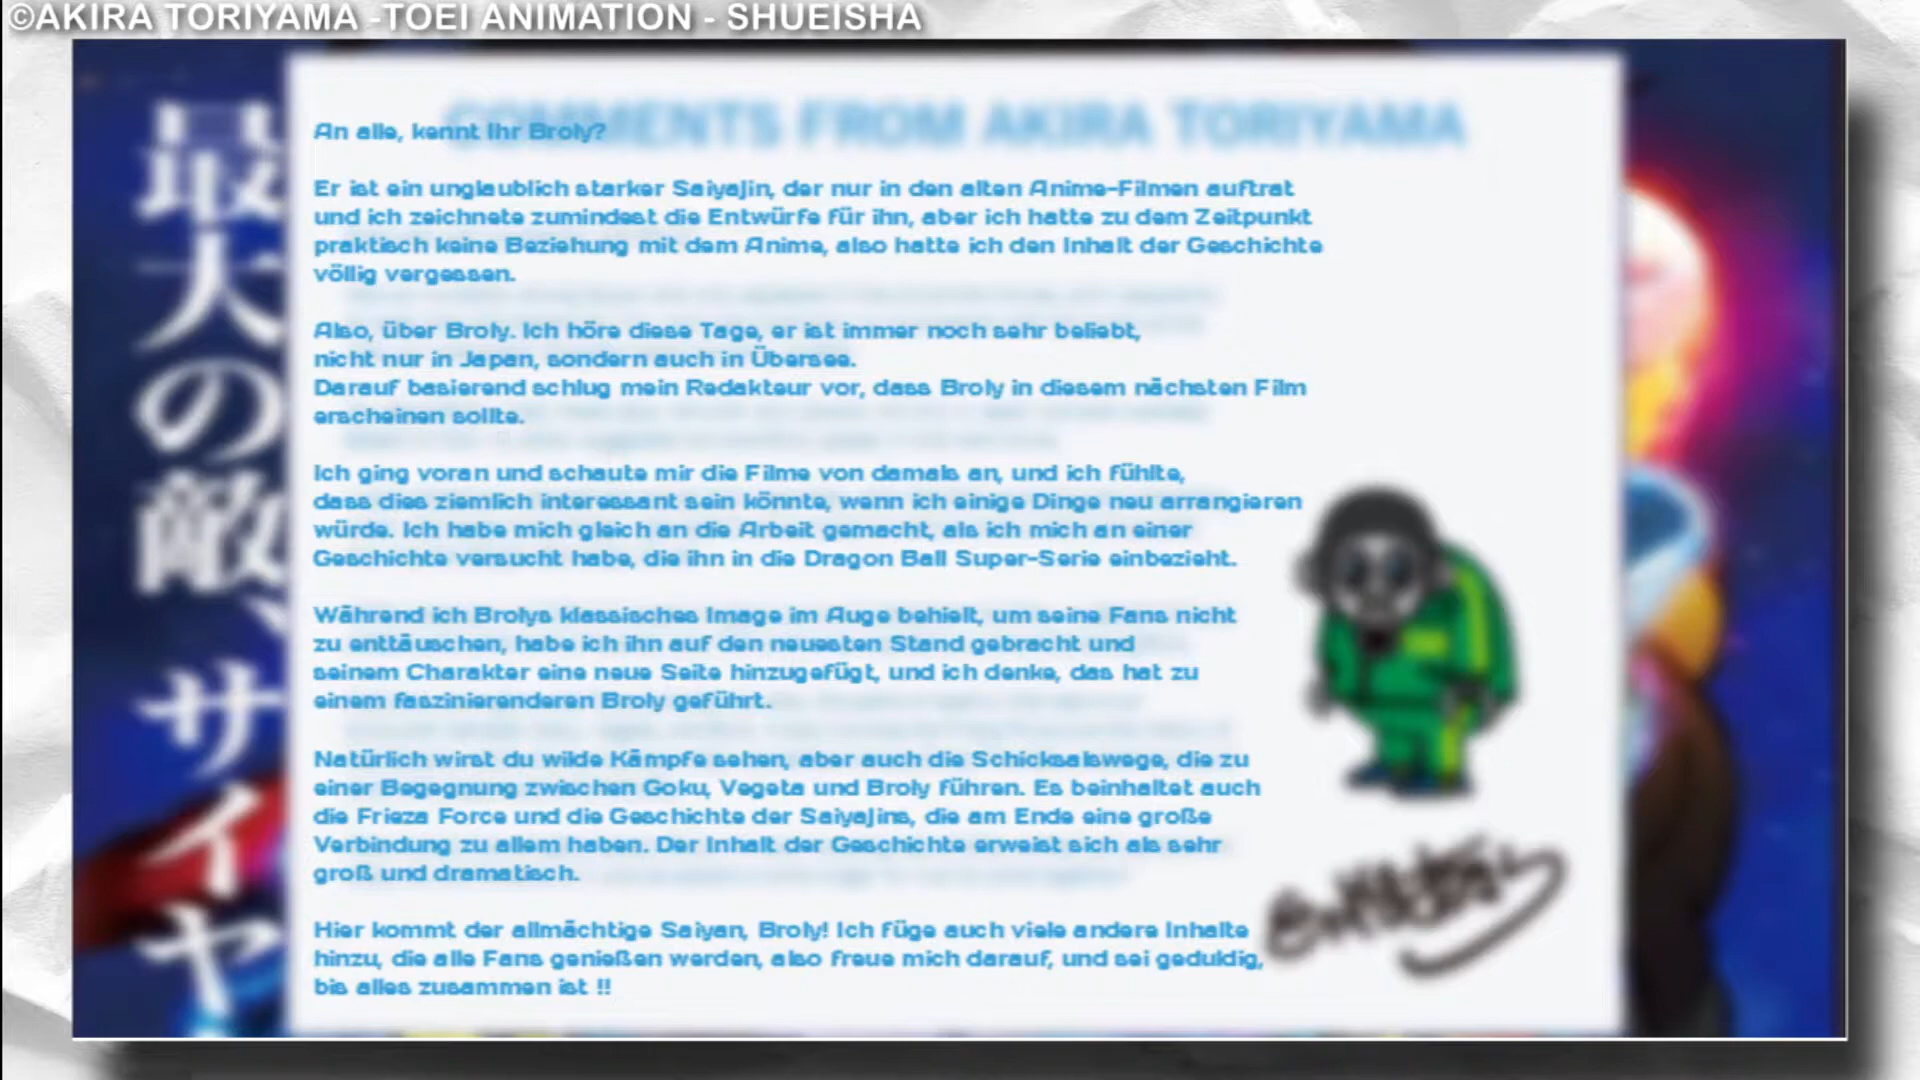 ©AKIRA TORIYAMA -TOEI ANIMATION - SHUEISHA
COMMENTS FROM AKIRA TORIYAMA
An alle, kennt Ihr Broly?
Er ist ein unglaublich starker Saiyajin, der nur in den alten Anime-Filmen auftrat
und ich zeichnete zumindest die Entwürfe für ihn, aber ich hatte zu dem Zeitpunkt
praktisch keine Beziehung mit dem Anime, also hatte ich den Inhalt der Geschichte
völlig vergessen.
Also, über Broly. Ich höre diese Tage, er ist immer noch sehr beliebt,
nicht nur in Japan, sondern auch in Übersee.
Darauf basierend schlug mein Redakteur vor, dass Broly in diesem nächsten Film
erscheinen sollte.
Ich ging voran und schaute mir die Filme von damals an, und ich fühlte,
dass dies ziemlich interessant sein könnte, wenn ich einige Dinge neu arrangieren
würde. Ich habe mich gleich an die Arbeit gemacht, als ich mich an einer
Geschichte versucht habe, die ihn in die Dragon Ball Super-Serie einbezieht.
Während ich Brolys klassisches Image im Auge behielt, um seine Fans nicht
zu enttäuschen, habe ich ihn auf den neuesten Stand gebracht und
seinem Charakter eine neue Seite hinzugefügt, und ich denke, das hat zu
einem faszinierenderen Broly geführt.
Natürlich wirst du wilde Kämpfe sehen, aber auch die Schicksalswege, die zu
einer Begegnung zwischen Goku, Vegeta und Broly führen. Es beinhaltet auch
die Frieza Force und die Geschichte der Saiyajins, die am Ende eine große
Verbindung zu allem haben. Der Inhalt der Geschichte erweist sich als sehr
groß und dramatisch.
Hier kommt der allmächtige Saiyan, Broly! Ich füge auch viele andere Inhalte
hinzu, die alle Fans genießen werden, also freue mich darauf, und sei geduldig,
bis alles zusammen ist !!
最大の敵、サイヤ